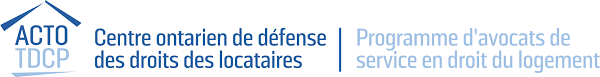 ACTO
TDCP
Centre ontarien de défense
des droits des locataires
Programme d'avocats de
service en droit du logement